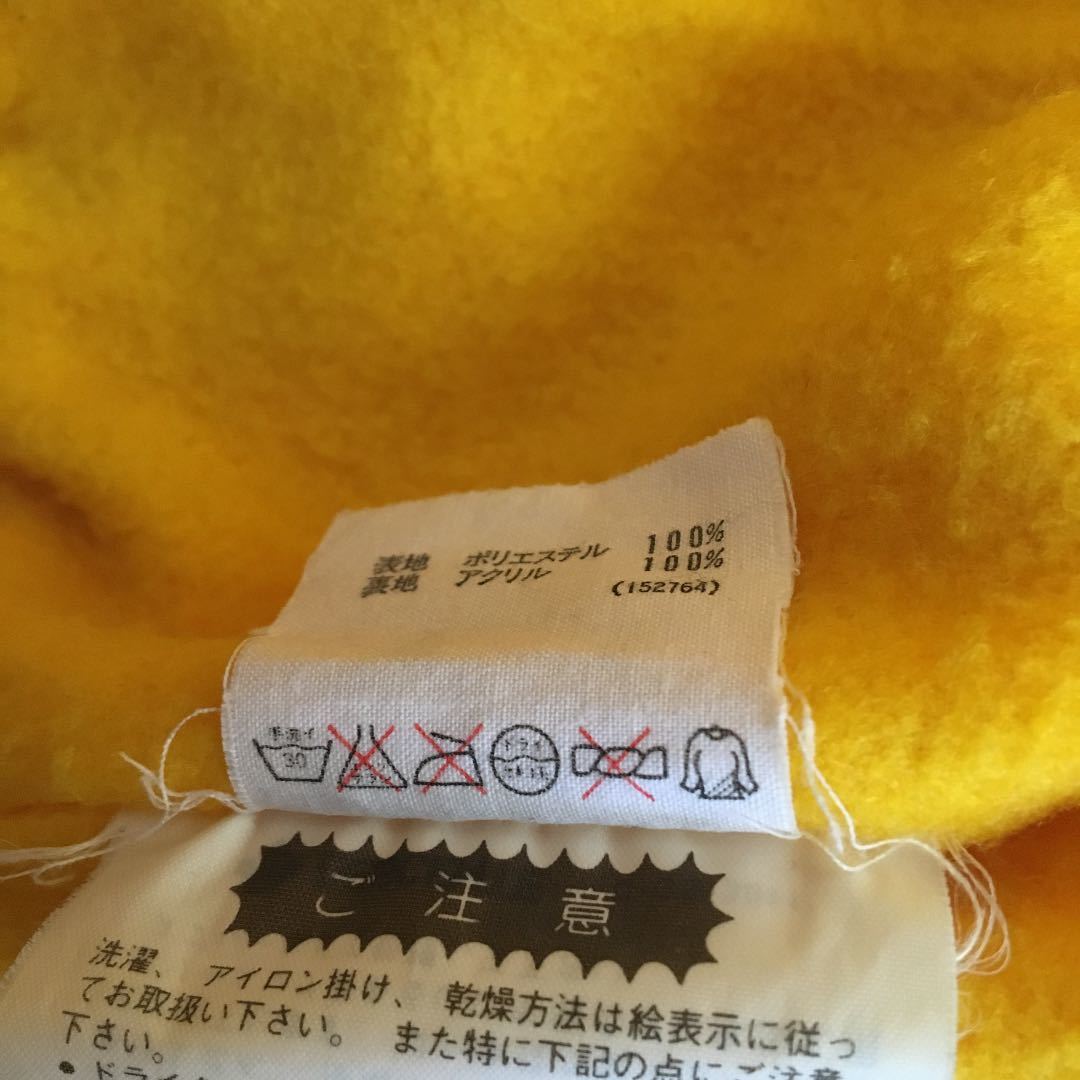 表地 ポリエステル 100%
裏地 アクリル 100%
(152764)
手洗イ
30
ドライ
ご注意
洗濯、 アイロン掛け、 乾燥方法は絵表示に従っ
てお取扱い下さい。 また特に下記の点にご注意
下さい。